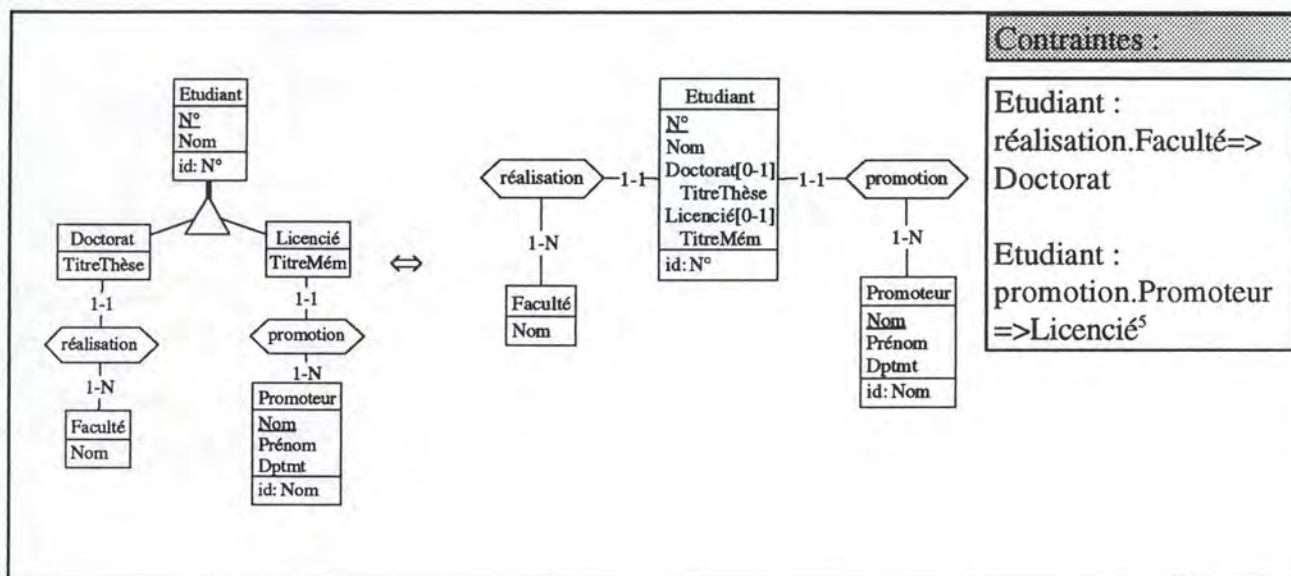 Etudiant
N°
Nom
id: N°
Doctorat
TitreThèse
Licencié
TitreMém
1-1
1-1
réalisation
promotion
1-N
1-N
Faculté
Nom
Promoteur
Nom
Prénom
Dptmt
id: Nom
⇔
Etudiant
N°
Nom
Doctorat[0-1]
TitreThèse
Licencié[0-1]
TitreMém
id: N°
réalisation
1-1
1-1
promotion
1-N
1-N
Faculté
Nom
Promoteur
Nom
Prénom
Dptmt
id: Nom
Contraintes :
Etudiant :
réalisation.Faculté=>
Doctorat
Etudiant :
promotion.Promoteur
=>Licencié⁵